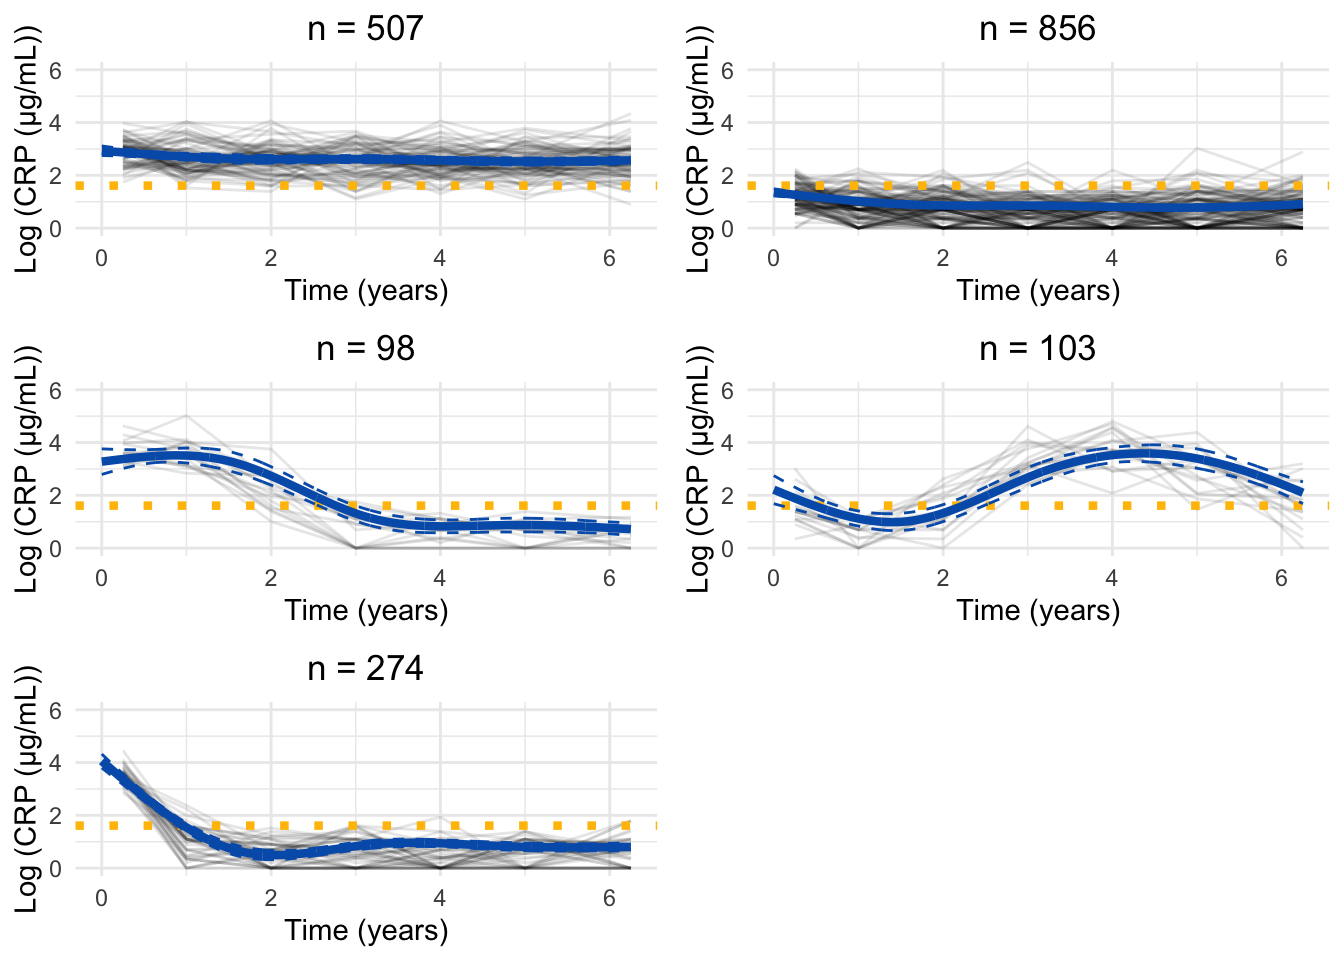 n = 507
Log (CRP (μg/mL))
6
4
2
0
0 2 4 6
Time (years)
n = 856
Log (CRP (μg/mL))
6
4
2
0
0 2 4 6
Time (years)
n = 98
Log (CRP (μg/mL))
6
4
2
0
0 2 4 6
Time (years)
n = 103
Log (CRP (μg/mL))
6
4
2
0
0 2 4 6
Time (years)
n = 274
Log (CRP (μg/mL))
6
4
2
0
0 2 4 6
Time (years)